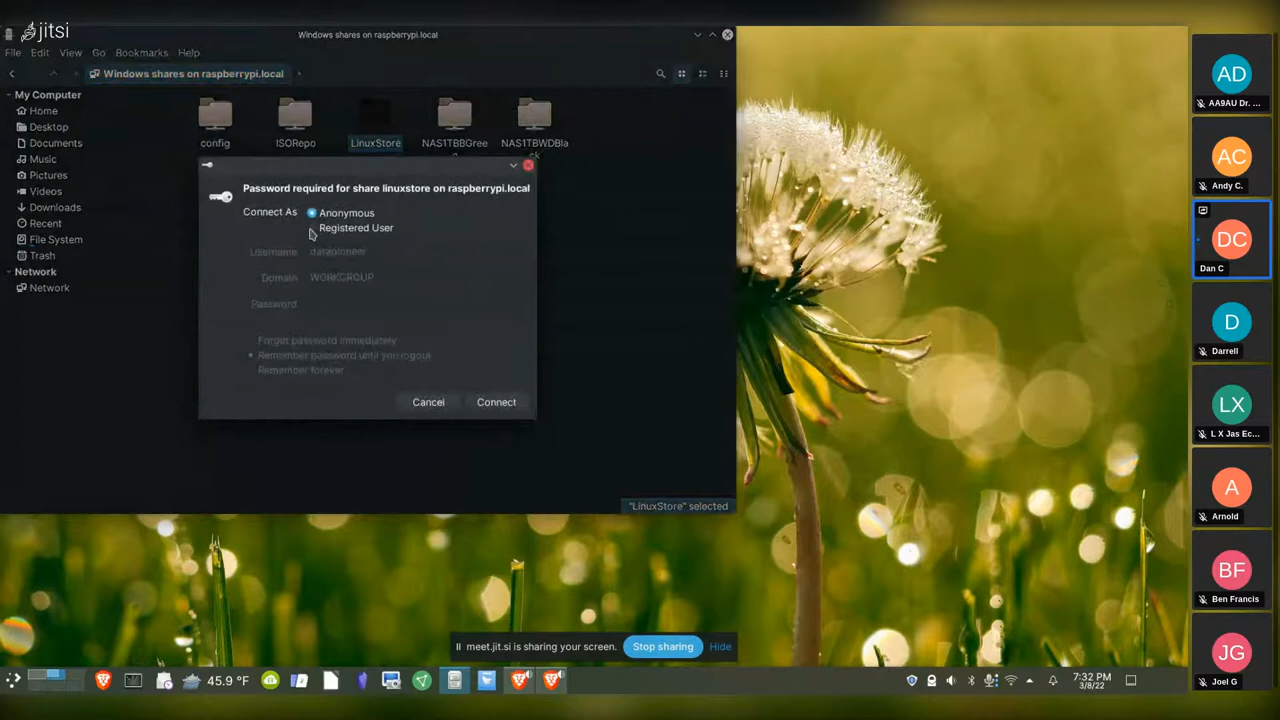 jitsi
Windows shares on raspberrypi.local
File Edit View Go Bookmarks Help
Windows shares on raspberrypi.local
My Computer
Home
Desktop
Documents
Music
Pictures
Videos
Downloads
Recent
File System
Trash
Network
Network
config
ISORepo
LinuxStore
NAS1TBBGree
NAS1TBWDBla
ck
Password required for share linuxstore on raspberrypi.local
Connect As
Anonymous
Registered User
Username
datapioneer
Domain
WORKGROUP
Password
Forget password immediately
Remember password until you logout
Remember forever
Cancel
Connect
"LinuxStore" selected
meet.jit.si is sharing your screen.
Stop sharing
Hide
45.9 °F
7:32 PM
3/8/22
AD
AA9AU Dr. ...
AC
Andy C.
DC
Dan C
D
Darrell
LX
L X Jas Ec...
A
Arnold
BF
Ben Francis
JG
Joel G